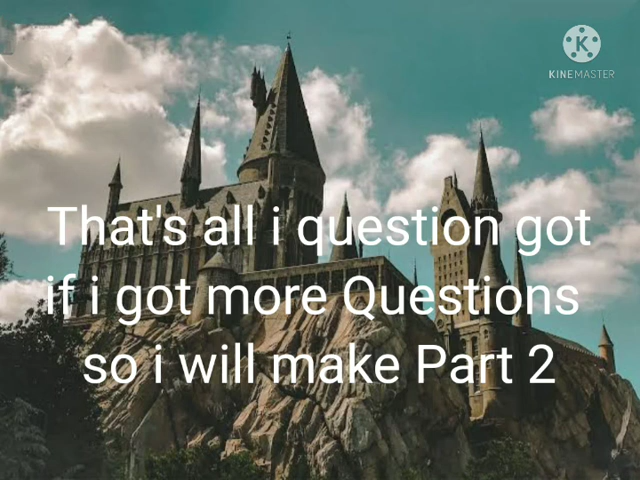 KINEMASTER
That's all i question got
if i got more Questions
so i will make Part 2